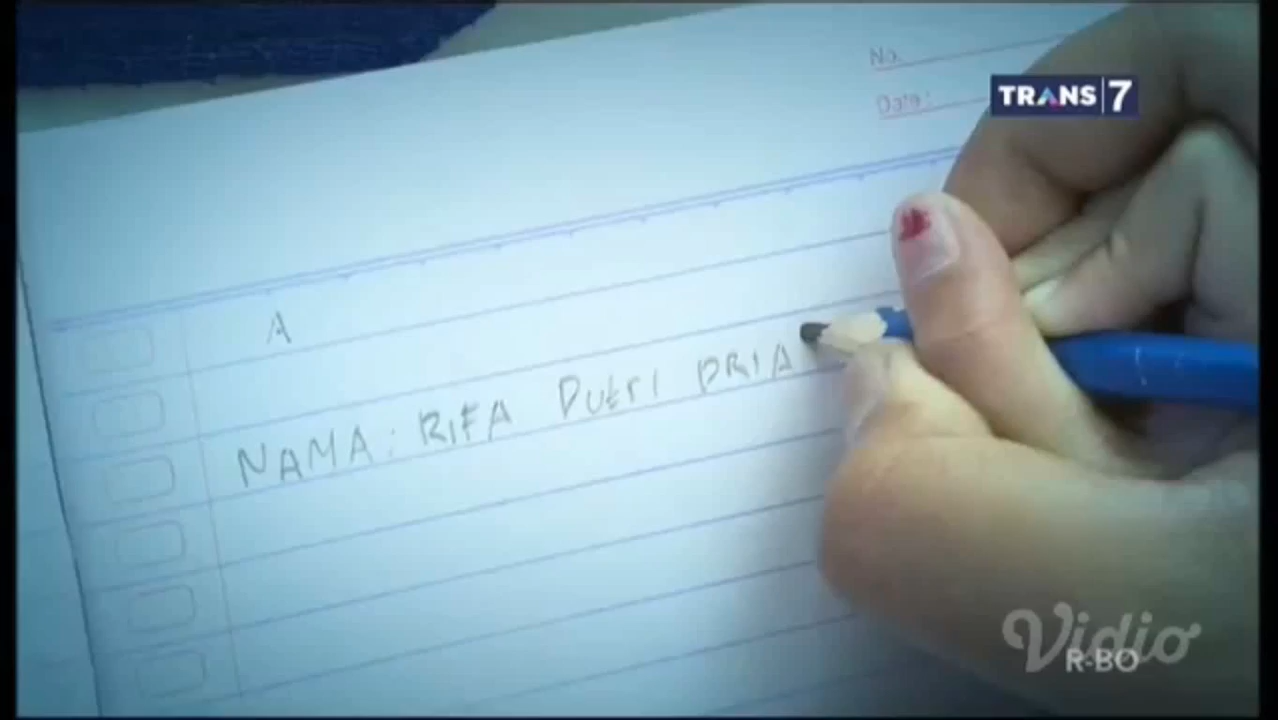 No.
Date:
TRANS|7
A
NAMA: RIFA Putri PRIA
Vidio
R-BO